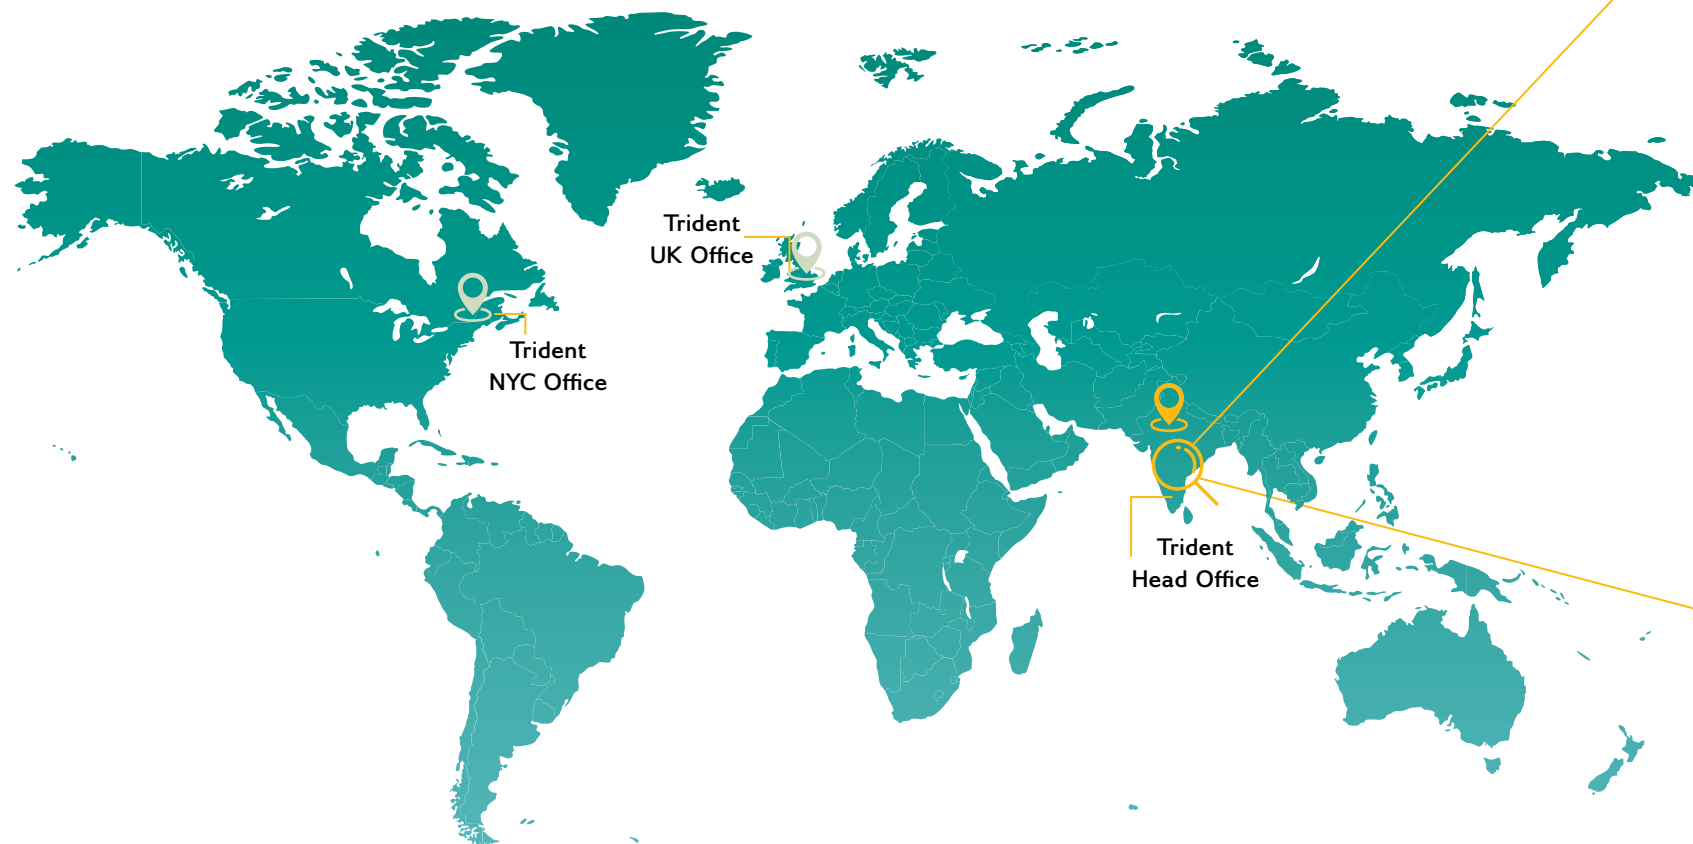 Trident
UK Office
Trident
NYC Office
Trident
Head Office